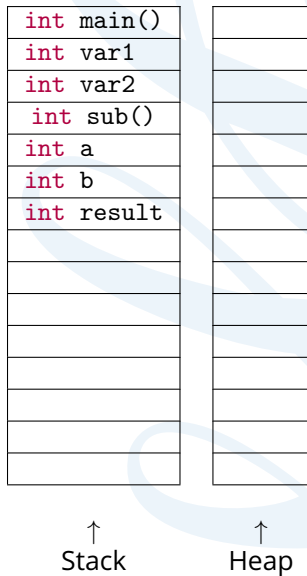 int main()
int var1
int var2
int sub()
int a
int b
int result
↑ ↑
Stack Heap